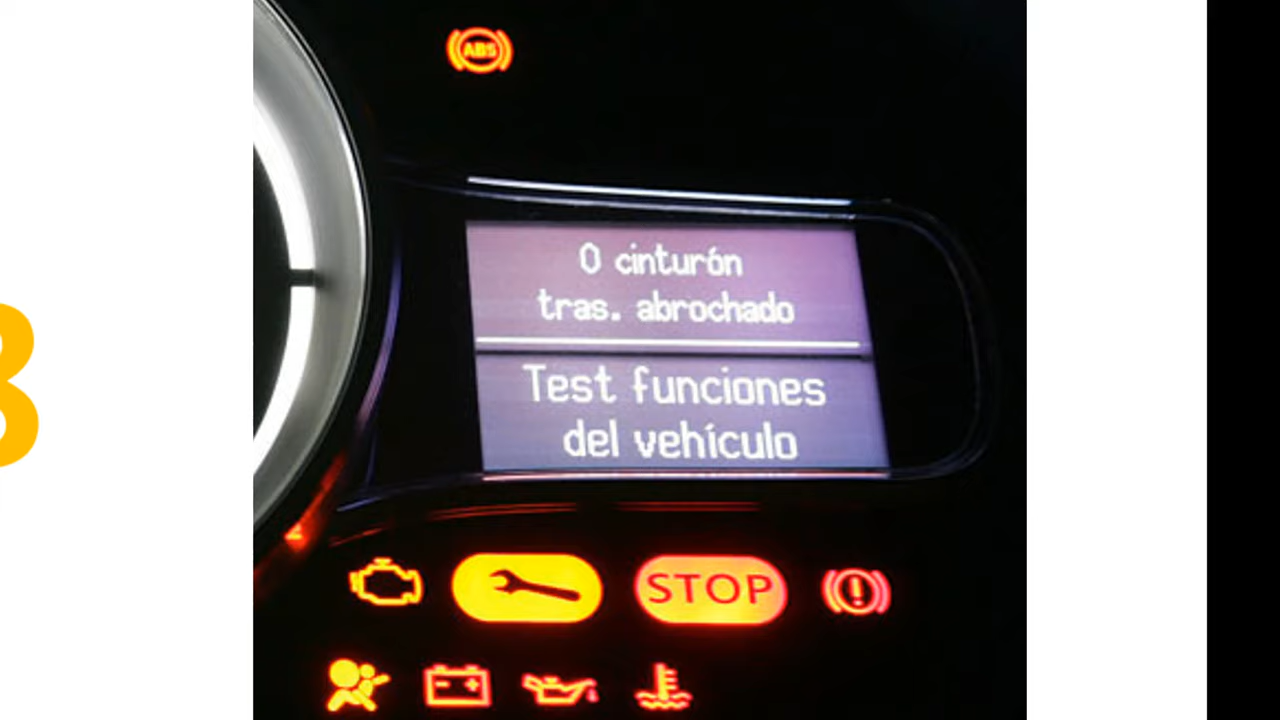 ABS
0 cinturón
tras. abrochado
Test funciones
del vehículo
STOP